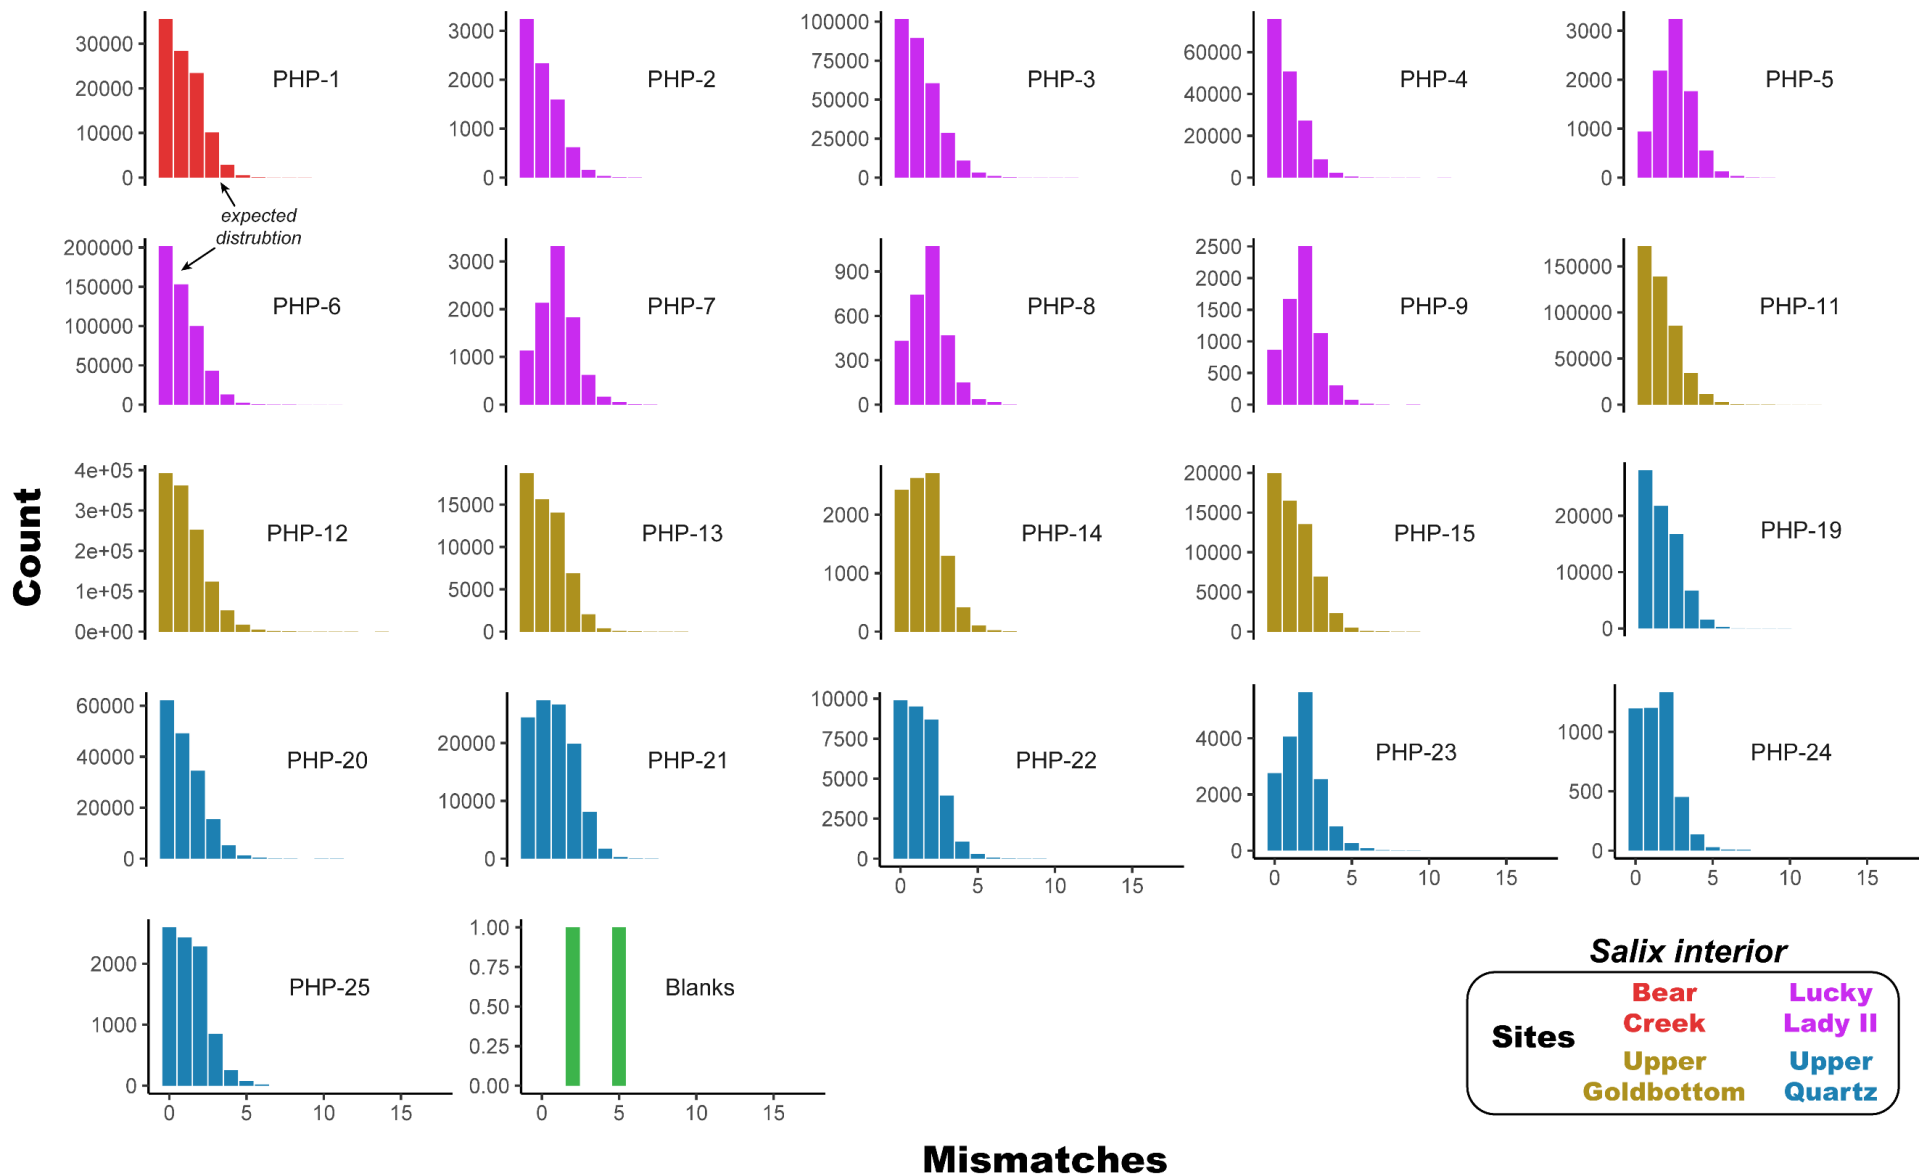 30000
20000
10000
0
PHP-1
3000
2000
1000
0
PHP-2
100000
75000
50000
25000
0
PHP-3
60000
40000
20000
0
PHP-4
3000
2000
1000
0
PHP-5
expected
distrubtion
200000
150000
100000
50000
0
PHP-6
3000
2000
1000
0
PHP-7
900
600
300
0
PHP-8
2500
2000
1500
1000
500
0
PHP-9
150000
100000
50000
0
PHP-11
Count
4e+05
3e+05
2e+05
1e+05
0e+00
PHP-12
15000
10000
5000
0
PHP-13
2000
1000
0
PHP-14
20000
15000
10000
5000
0
PHP-15
20000
10000
0
PHP-19
60000
40000
20000
0
PHP-20
20000
10000
0
PHP-21
10000
7500
5000
2500
0
PHP-22
0 5 10 15
4000
2000
0
PHP-23
0 5 10 15
1000
500
0
PHP-24
0 5 10 15
2000
1000
0
PHP-25
0 5 10 15
1.00
0.75
0.50
0.25
0.00
Blanks
0 5 10 15
Salix interior
Sites
Bear
Creek
Lucky
Lady II
Upper
Goldbottom
Upper
Quartz
Mismatches